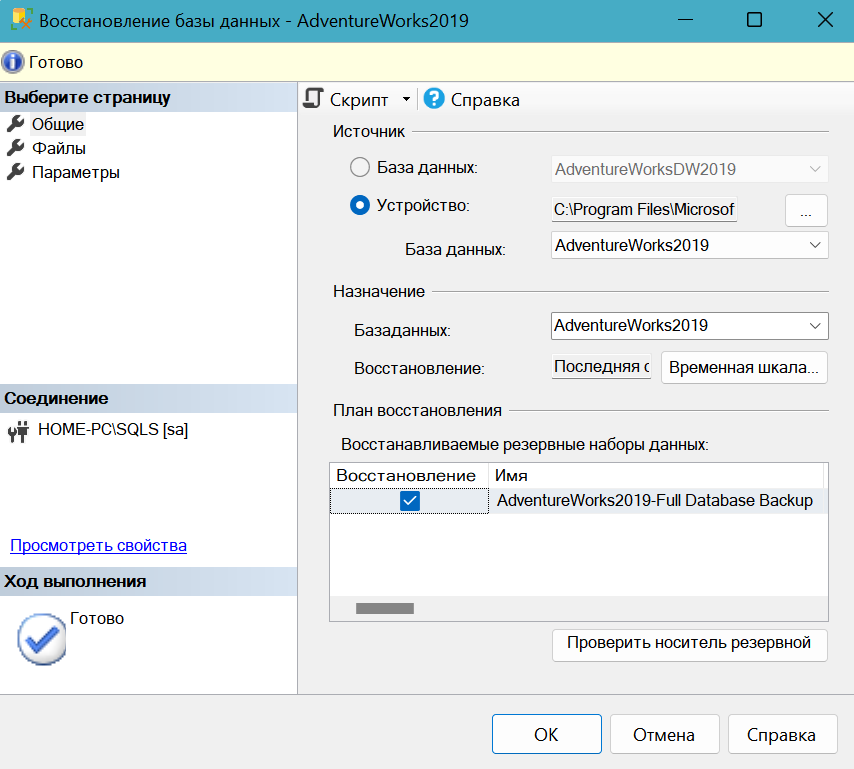 Восстановление базы данных - AdventureWorks2019
Готово
Выберите страницу
Общие
Файлы
Параметры
Соединение
HOME-PC\SQLS [sa]
Просмотреть свойства
Ход выполнения
Готово
Скрипт Справка
Источник
База данных: AdventureWorksDW2019
Устройство: C:\Program Files\Microsof ...
База данных: AdventureWorks2019
Назначение
Базаданных: AdventureWorks2019
Восстановление: Последняя с Временная шкала...
План восстановления
Восстанавливаемые резервные наборы данных:
Восстановление Имя
AdventureWorks2019-Full Database Backup
Проверить носитель резервной
OK Отмена Справка